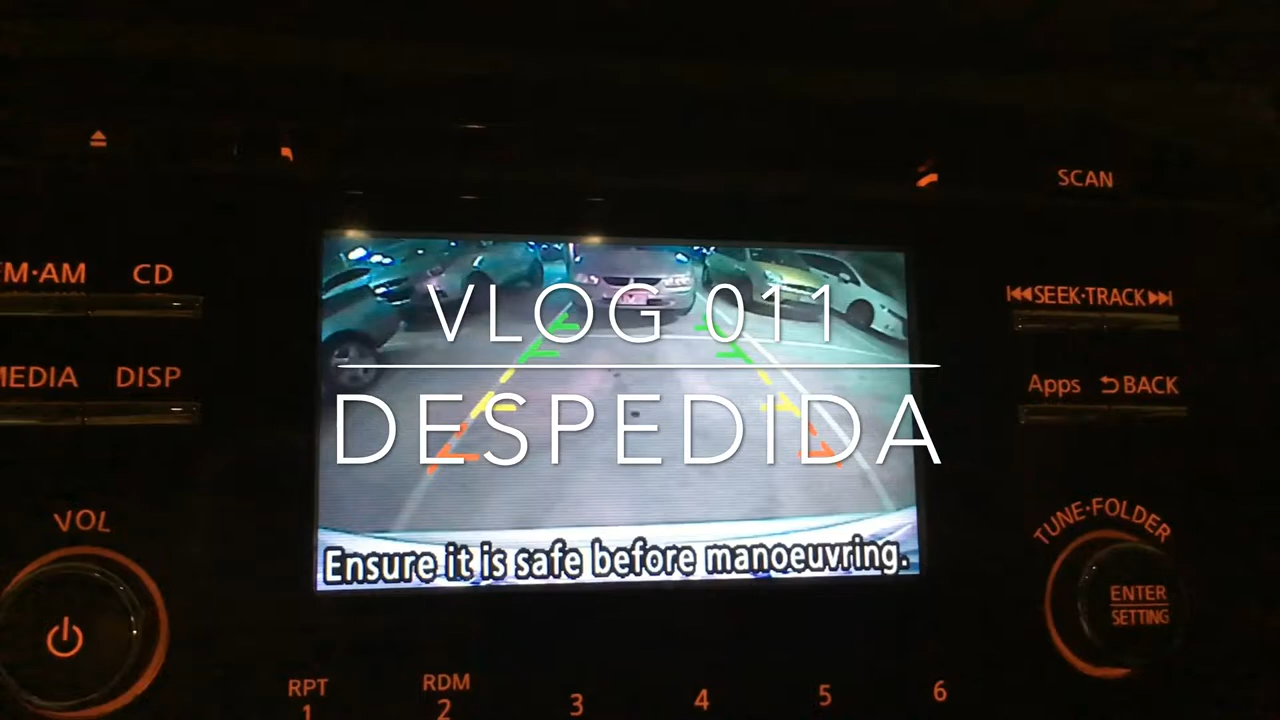 SCAN
M·AM CD
SEEK·TRACK
VLOG 011
MEDIA DISP
Apps BACK
DESPEDIDA
VOL
TUNE·FOLDER
Ensure it is safe before manoeuvring.
ENTER
SETTING
RPT RDM
1 2 3 4 5 6